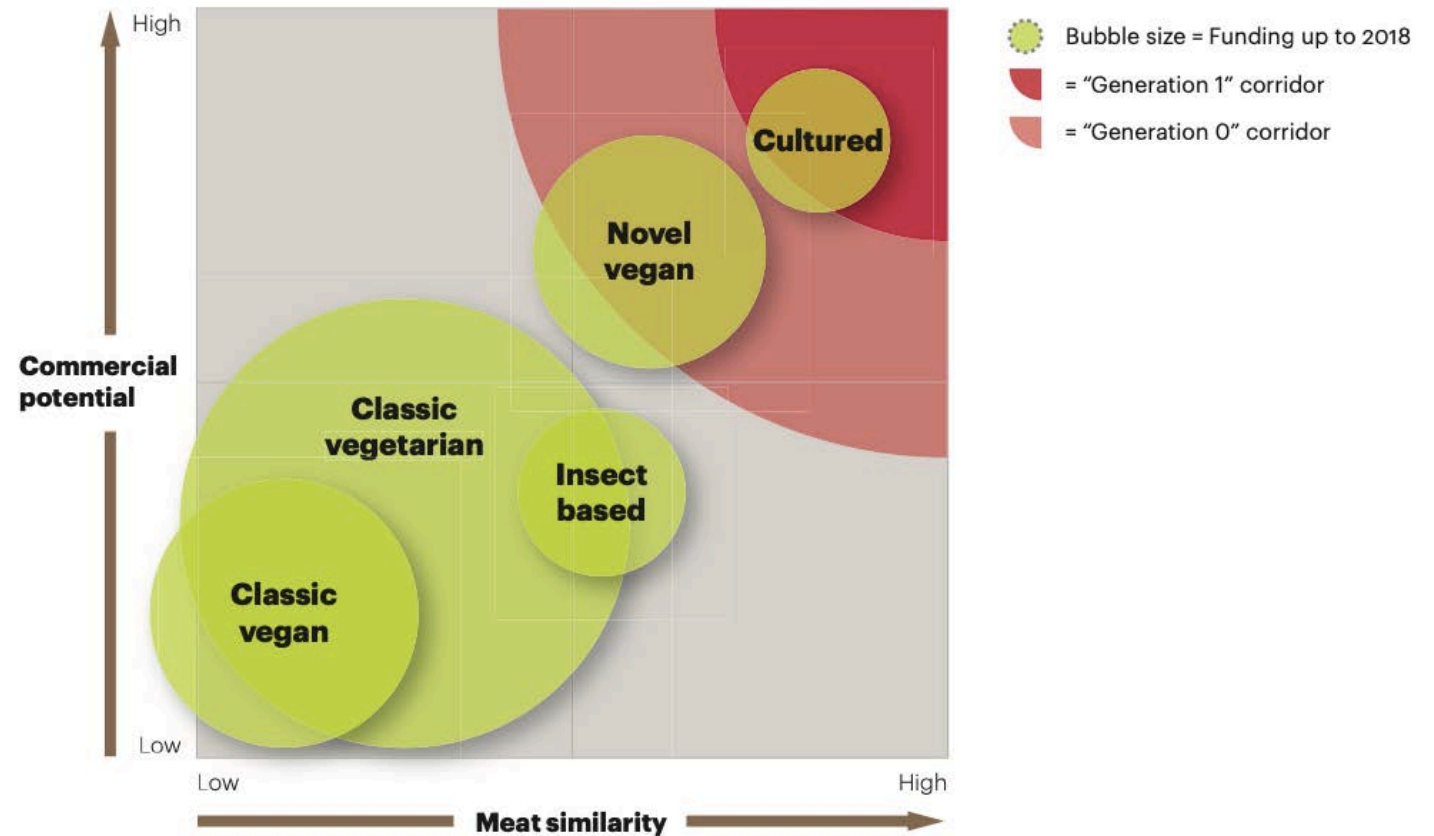 High
Bubble size = Funding up to 2018
= “Generation 1” corridor
= “Generation 0” corridor
Cultured
Novel
vegan
Commercial
potential
Classic
vegetarian
Insect
based
Classic
vegan
Low
Low
High
Meat similarity